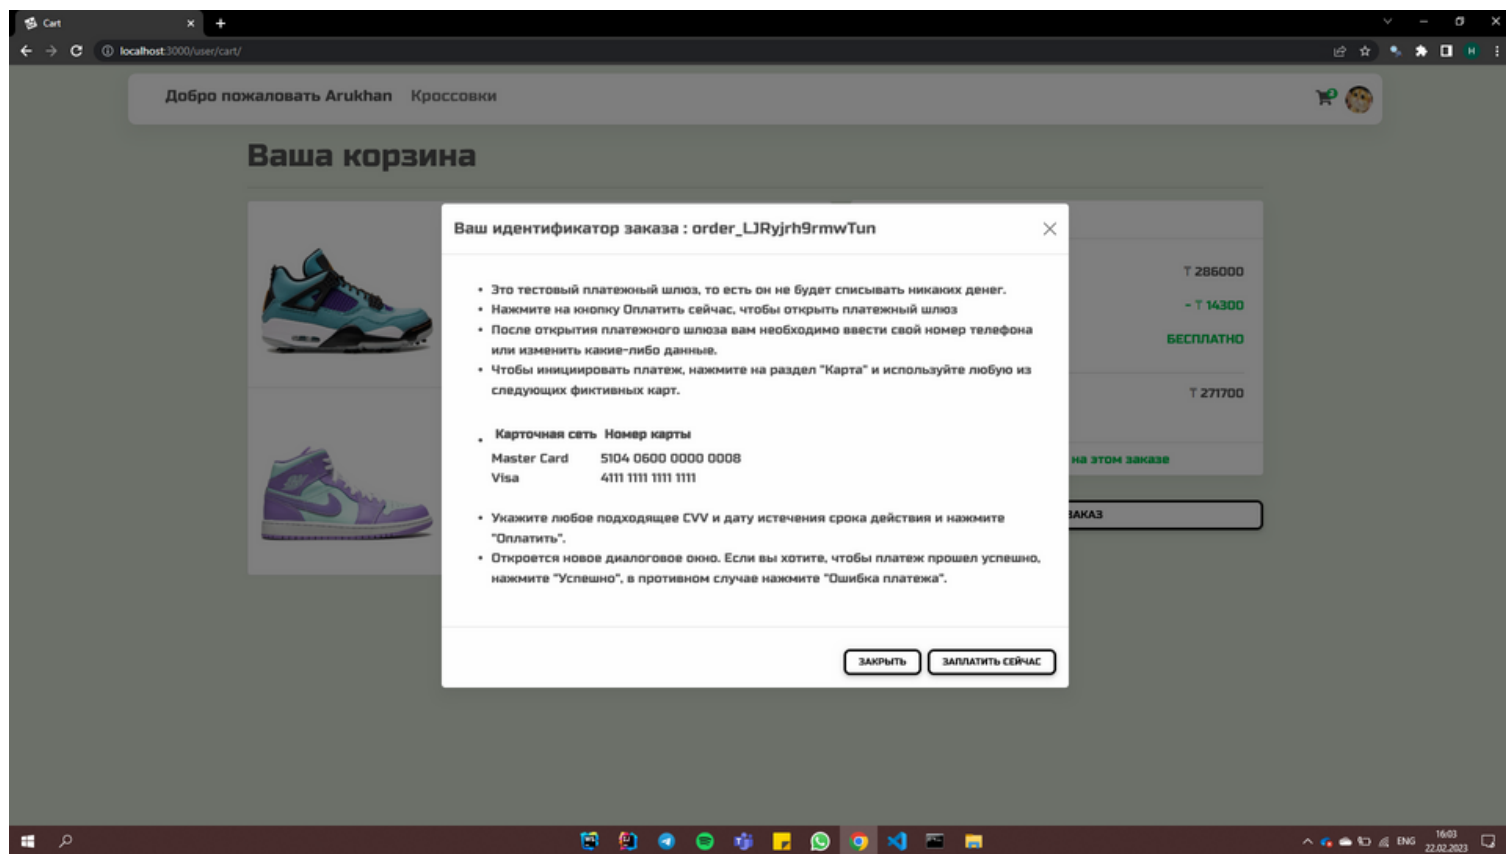 Cart
localhost:3000/user/cart/
Добро пожаловать Arukhan Кроссовки
2
Ваша корзина
Ваш идентификатор заказа : order_LJRyjrh9rmwTun
₸ 286000
• Это тестовый платежный шлюз, то есть он не будет списывать никаких денег.
• Нажмите на кнопку Оплатить сейчас, чтобы открыть платежный шлюз
- ₸ 14300
• После открытия платежного шлюза вам необходимо ввести свой номер телефона
или изменить какие-либо данные.
БЕСПЛАТНО
• Чтобы инициировать платеж, нажмите на раздел "Карта" и используйте любую из
следующих фиктивных карт.
₸ 271700
• Карточная сеть Номер карты
Master Card 5104 0600 0000 0008
на этом заказе
Visa 4111 1111 1111 1111
• Укажите любое подходящее CVV и дату истечения срока действия и нажмите
"Оплатить".
ЗАКАЗ
• Откроется новое диалоговое окно. Если вы хотите, чтобы платеж прошел успешно,
нажмите "Успешно", в противном случае нажмите "Ошибка платежа".
ЗАКРЫТЬ ЗАПЛАТИТЬ СЕЙЧАС
ENG
16:03
22.02.2023